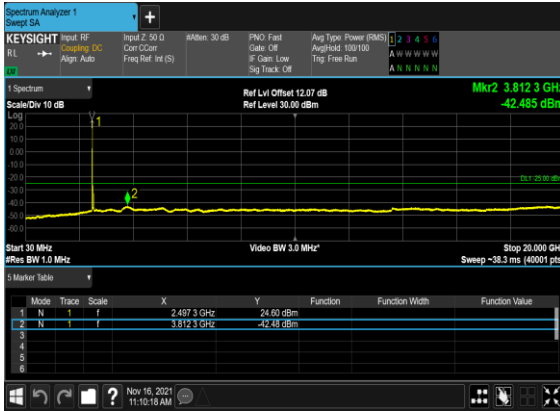 Spectrum Analyzer 1
Swept SA
+
KEYSIGHT
RL
Input: RF
Coupling: DC
Align: Auto
Input Z: 50 Ω
Corr CCorr
Freq Ref: Int (S)
#Atten: 30 dB
PNO: Fast
Gate: Off
IF Gain: Low
Sig Track: Off
Avg Type: Power (RMS)
Avg|Hold: 100/100
Trig: Free Run
1 2 3 4 5 6
A W W W W W
A N N N N N
1 Spectrum
Scale/Div 10 dB
Ref Lvl Offset 12.07 dB
Ref Level 30.00 dBm
Mkr2 3.812 3 GHz
-42.485 dBm
Log
20.0
10.0
0.00
-10.0
-20.0
-30.0
-40.0
-50.0
-60.0
1
2
DL1 -25.00 dBm
Start 30 MHz
#Res BW 1.0 MHz
Video BW 3.0 MHz*
Stop 20.000 GHz
Sweep ~38.3 ms (40001 pts)
5 Marker Table
Mode Trace Scale X Y Function Function Width Function Value
1 N 1 f 2.497 3 GHz 24.60 dBm
2 N 1 f 3.812 3 GHz -42.48 dBm
3
4
5
6
?
Nov 16, 2021
11:10:18 AM